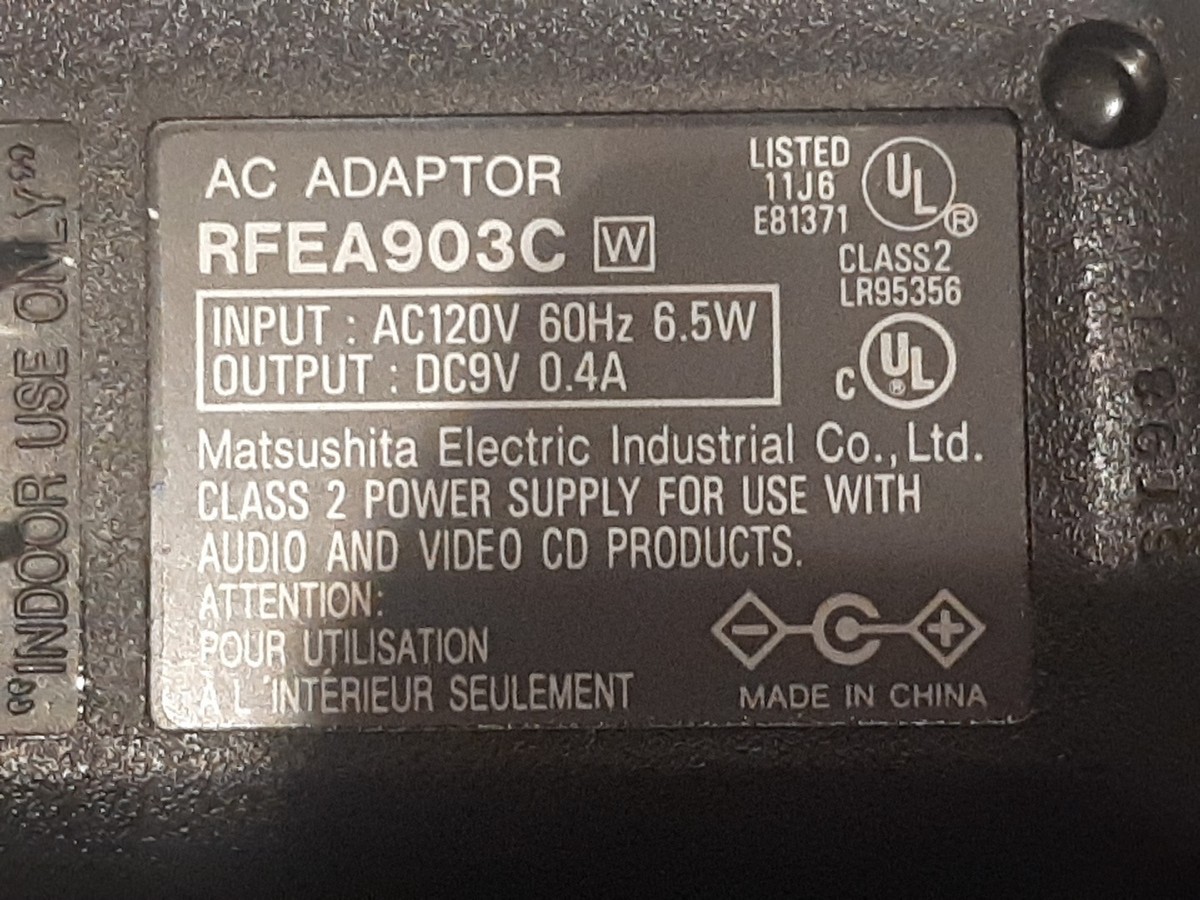 "INDOOR USE ONLY"
AC ADAPTOR
RFEA903C W
INPUT : AC120V 60Hz 6.5W
OUTPUT : DC9V 0.4A
LISTED
11J6
E81371
UL®
CLASS2
LR95356
C UL®
Matsushita Electric Industrial Co., Ltd.
CLASS 2 POWER SUPPLY FOR USE WITH
AUDIO AND VIDEO CD PRODUCTS.
ATTENTION:
POUR UTILISATION
À L'INTÉRIEUR SEULEMENT
- +
MADE IN CHINA